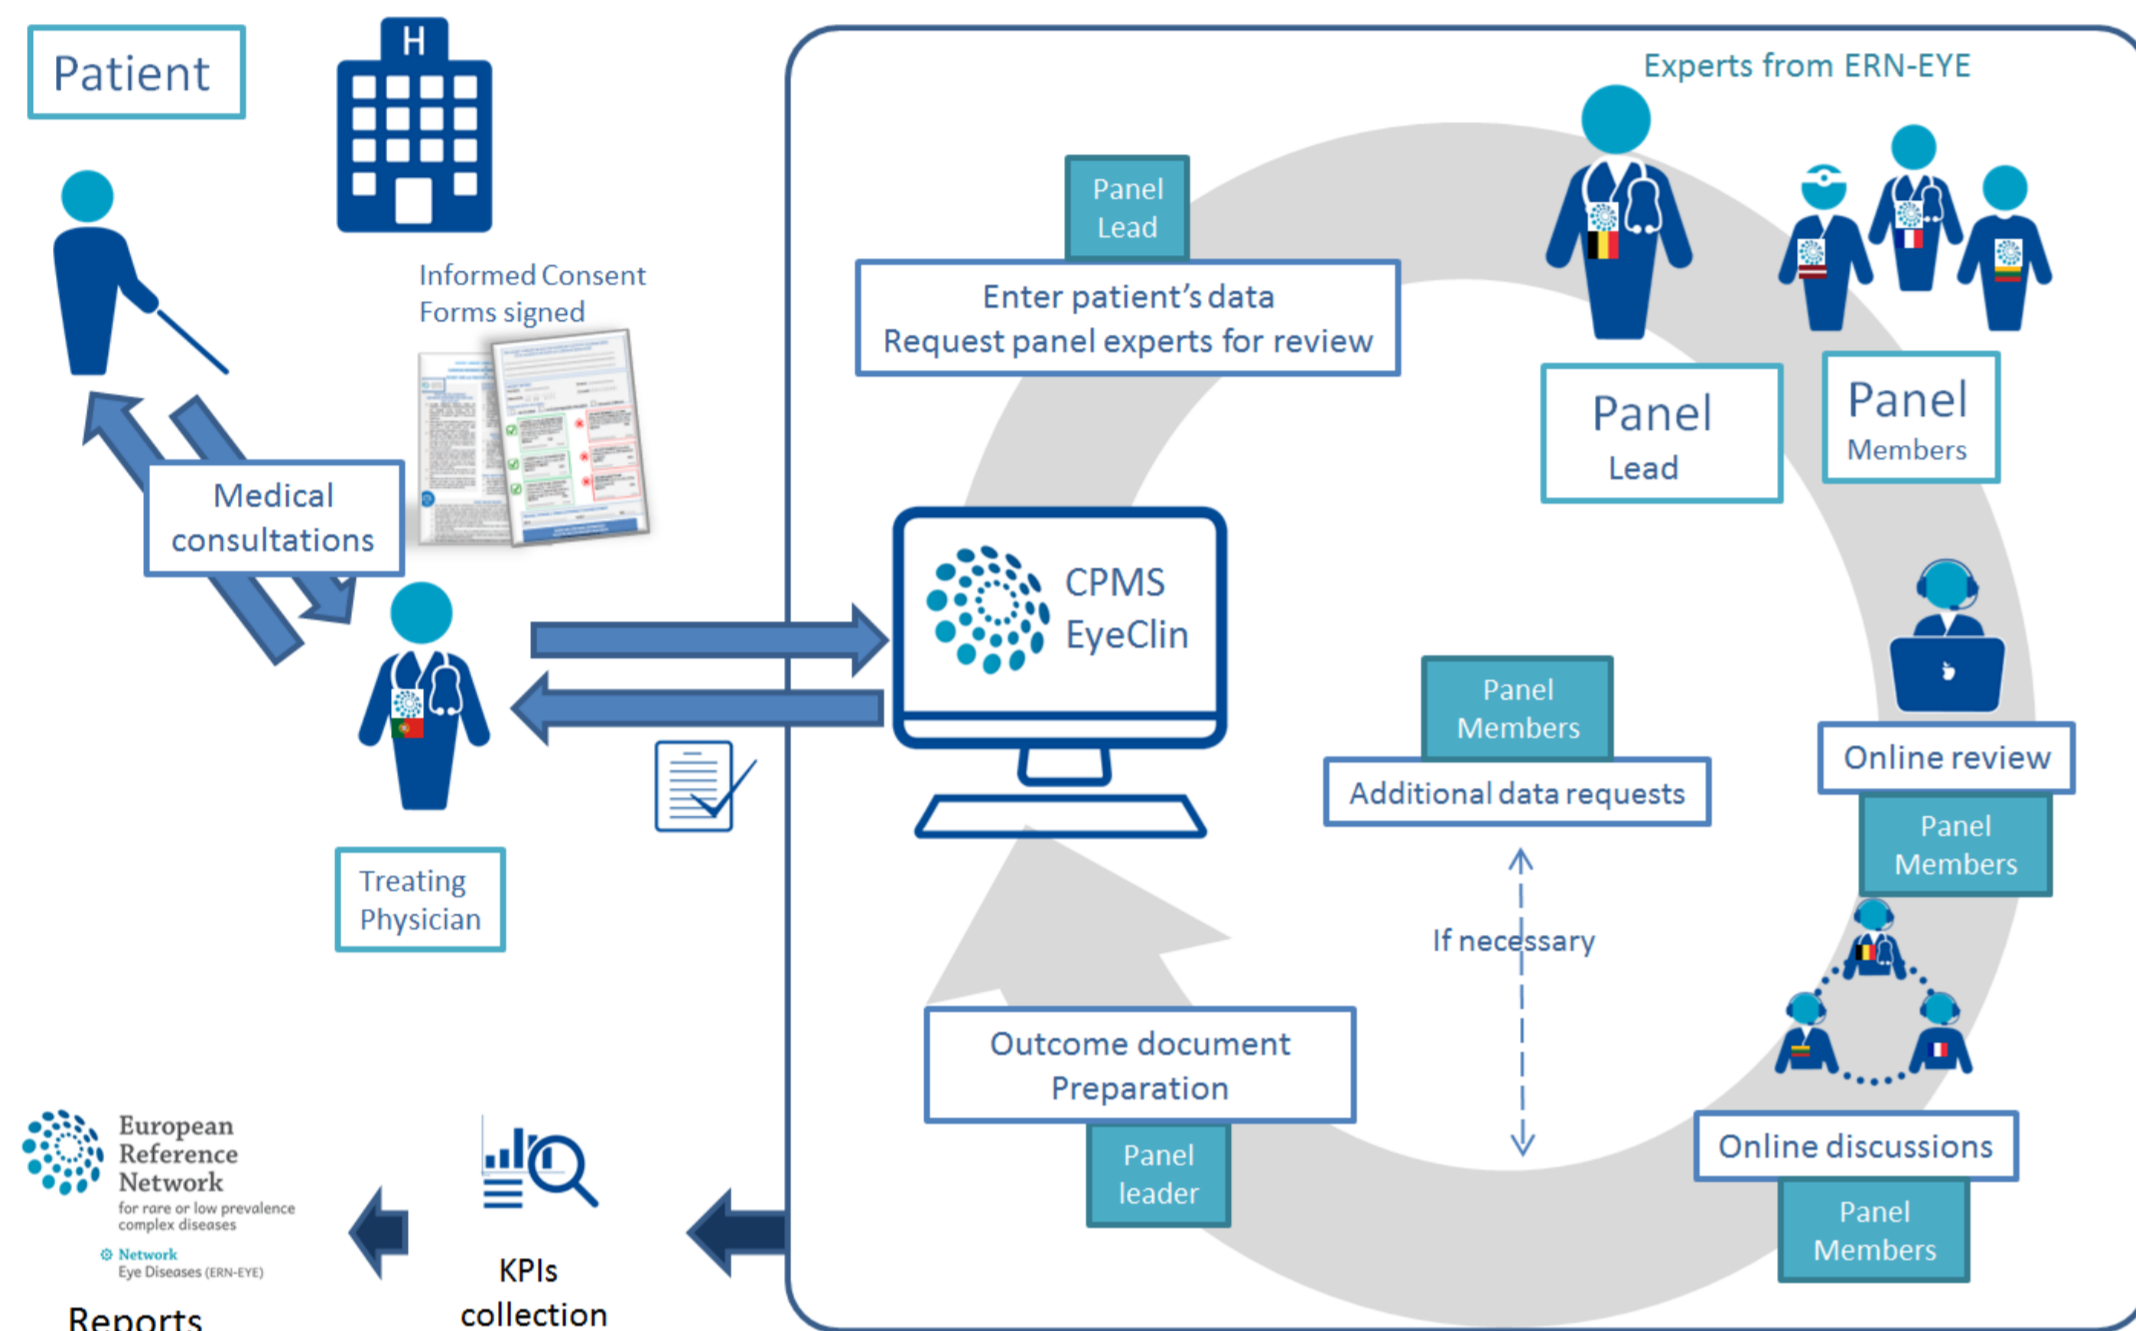 Patient
H
Informed Consent
Forms signed
Medical
consultations
Treating
Physician
Experts from ERN-EYE
Panel
Lead
Enter patient's data
Request panel experts for review
Panel
Lead
Panel
Members
CPMS
EyeClin
Panel
Members
Additional data requests
If necessary
Online review
Panel
Members
Online discussions
Panel
Members
Outcome document
Preparation
Panel
leader
European
Reference
Network
for rare or low prevalence
complex diseases
Network
Eye Diseases (ERN-EYE)
Reports
KPIs
collection